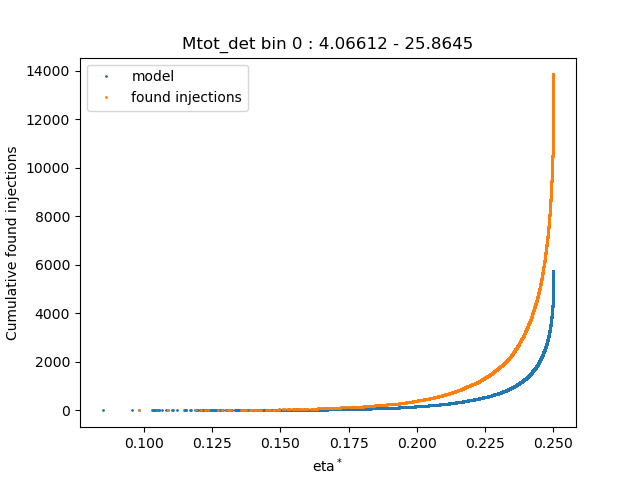 Mtot_det bin 0 : 4.06612 - 25.8645
model
found injections
Cumulative found injections
14000
12000
10000
8000
6000
4000
2000
0
0.100 0.125 0.150 0.175 0.200 0.225 0.250
eta*